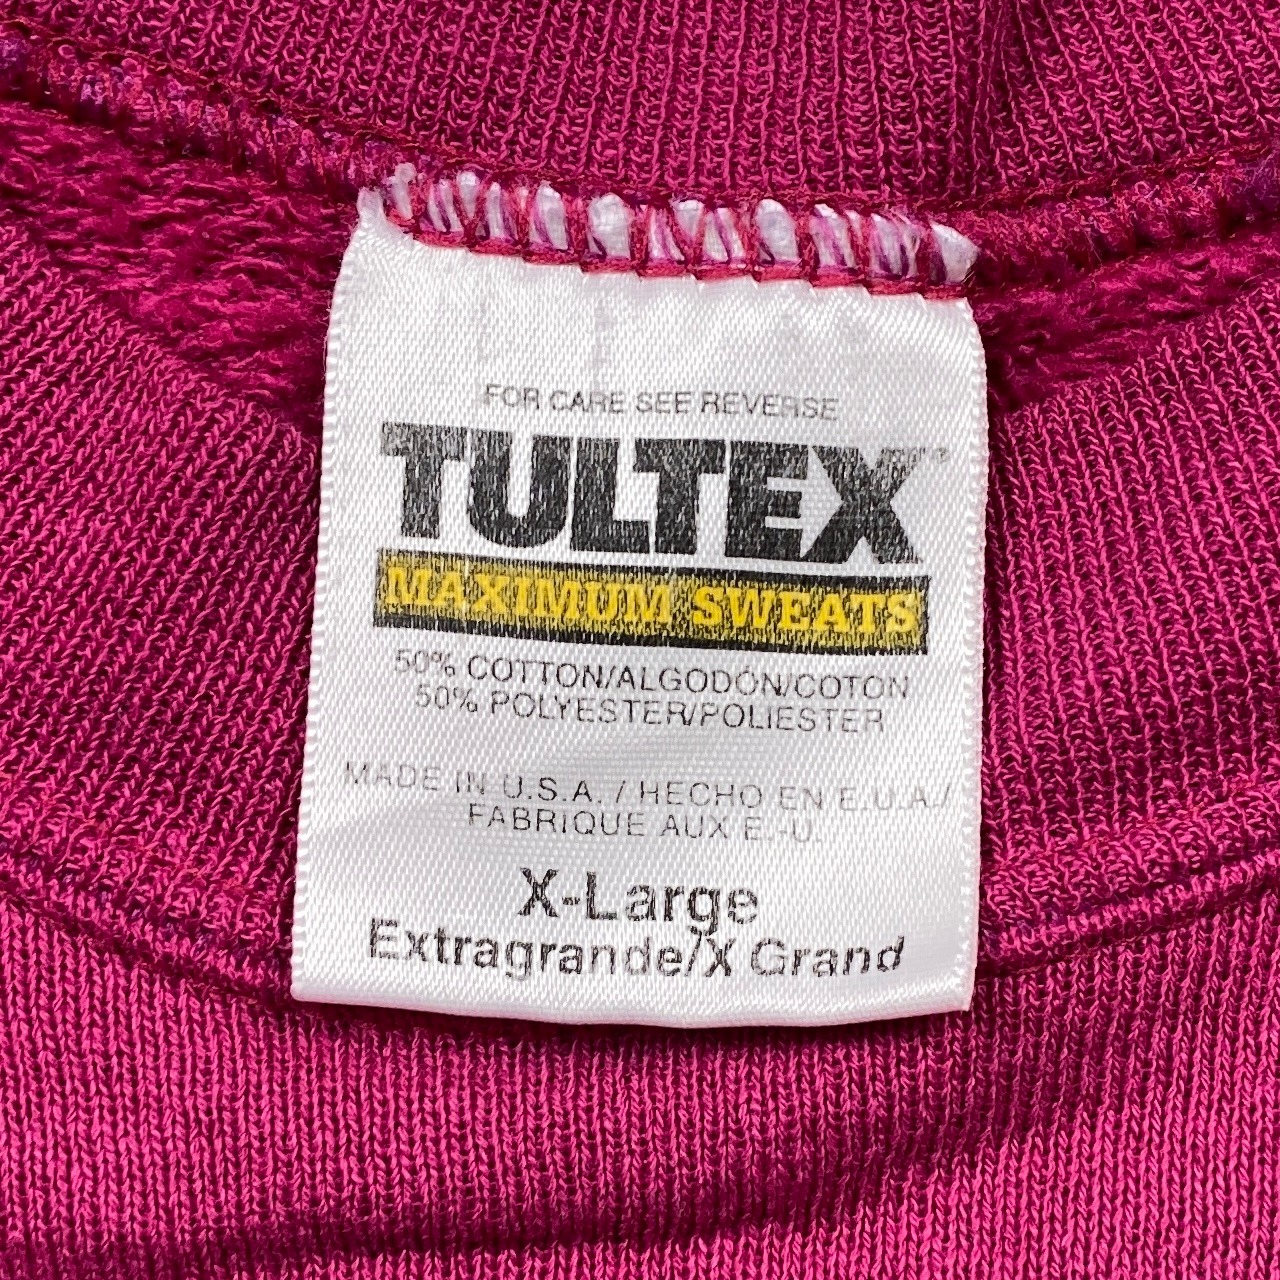 FOR CARE SEE REVERSE
TULTEX®
MAXIMUM SWEATS
50% COTTON/ALGODÓN/COTON
50% POLYESTER/POLIESTER
MADE IN U.S.A. / HECHO EN E.U.A./
FABRIQUE AUX E.-U.
X-Large
Extragrande/X Grand